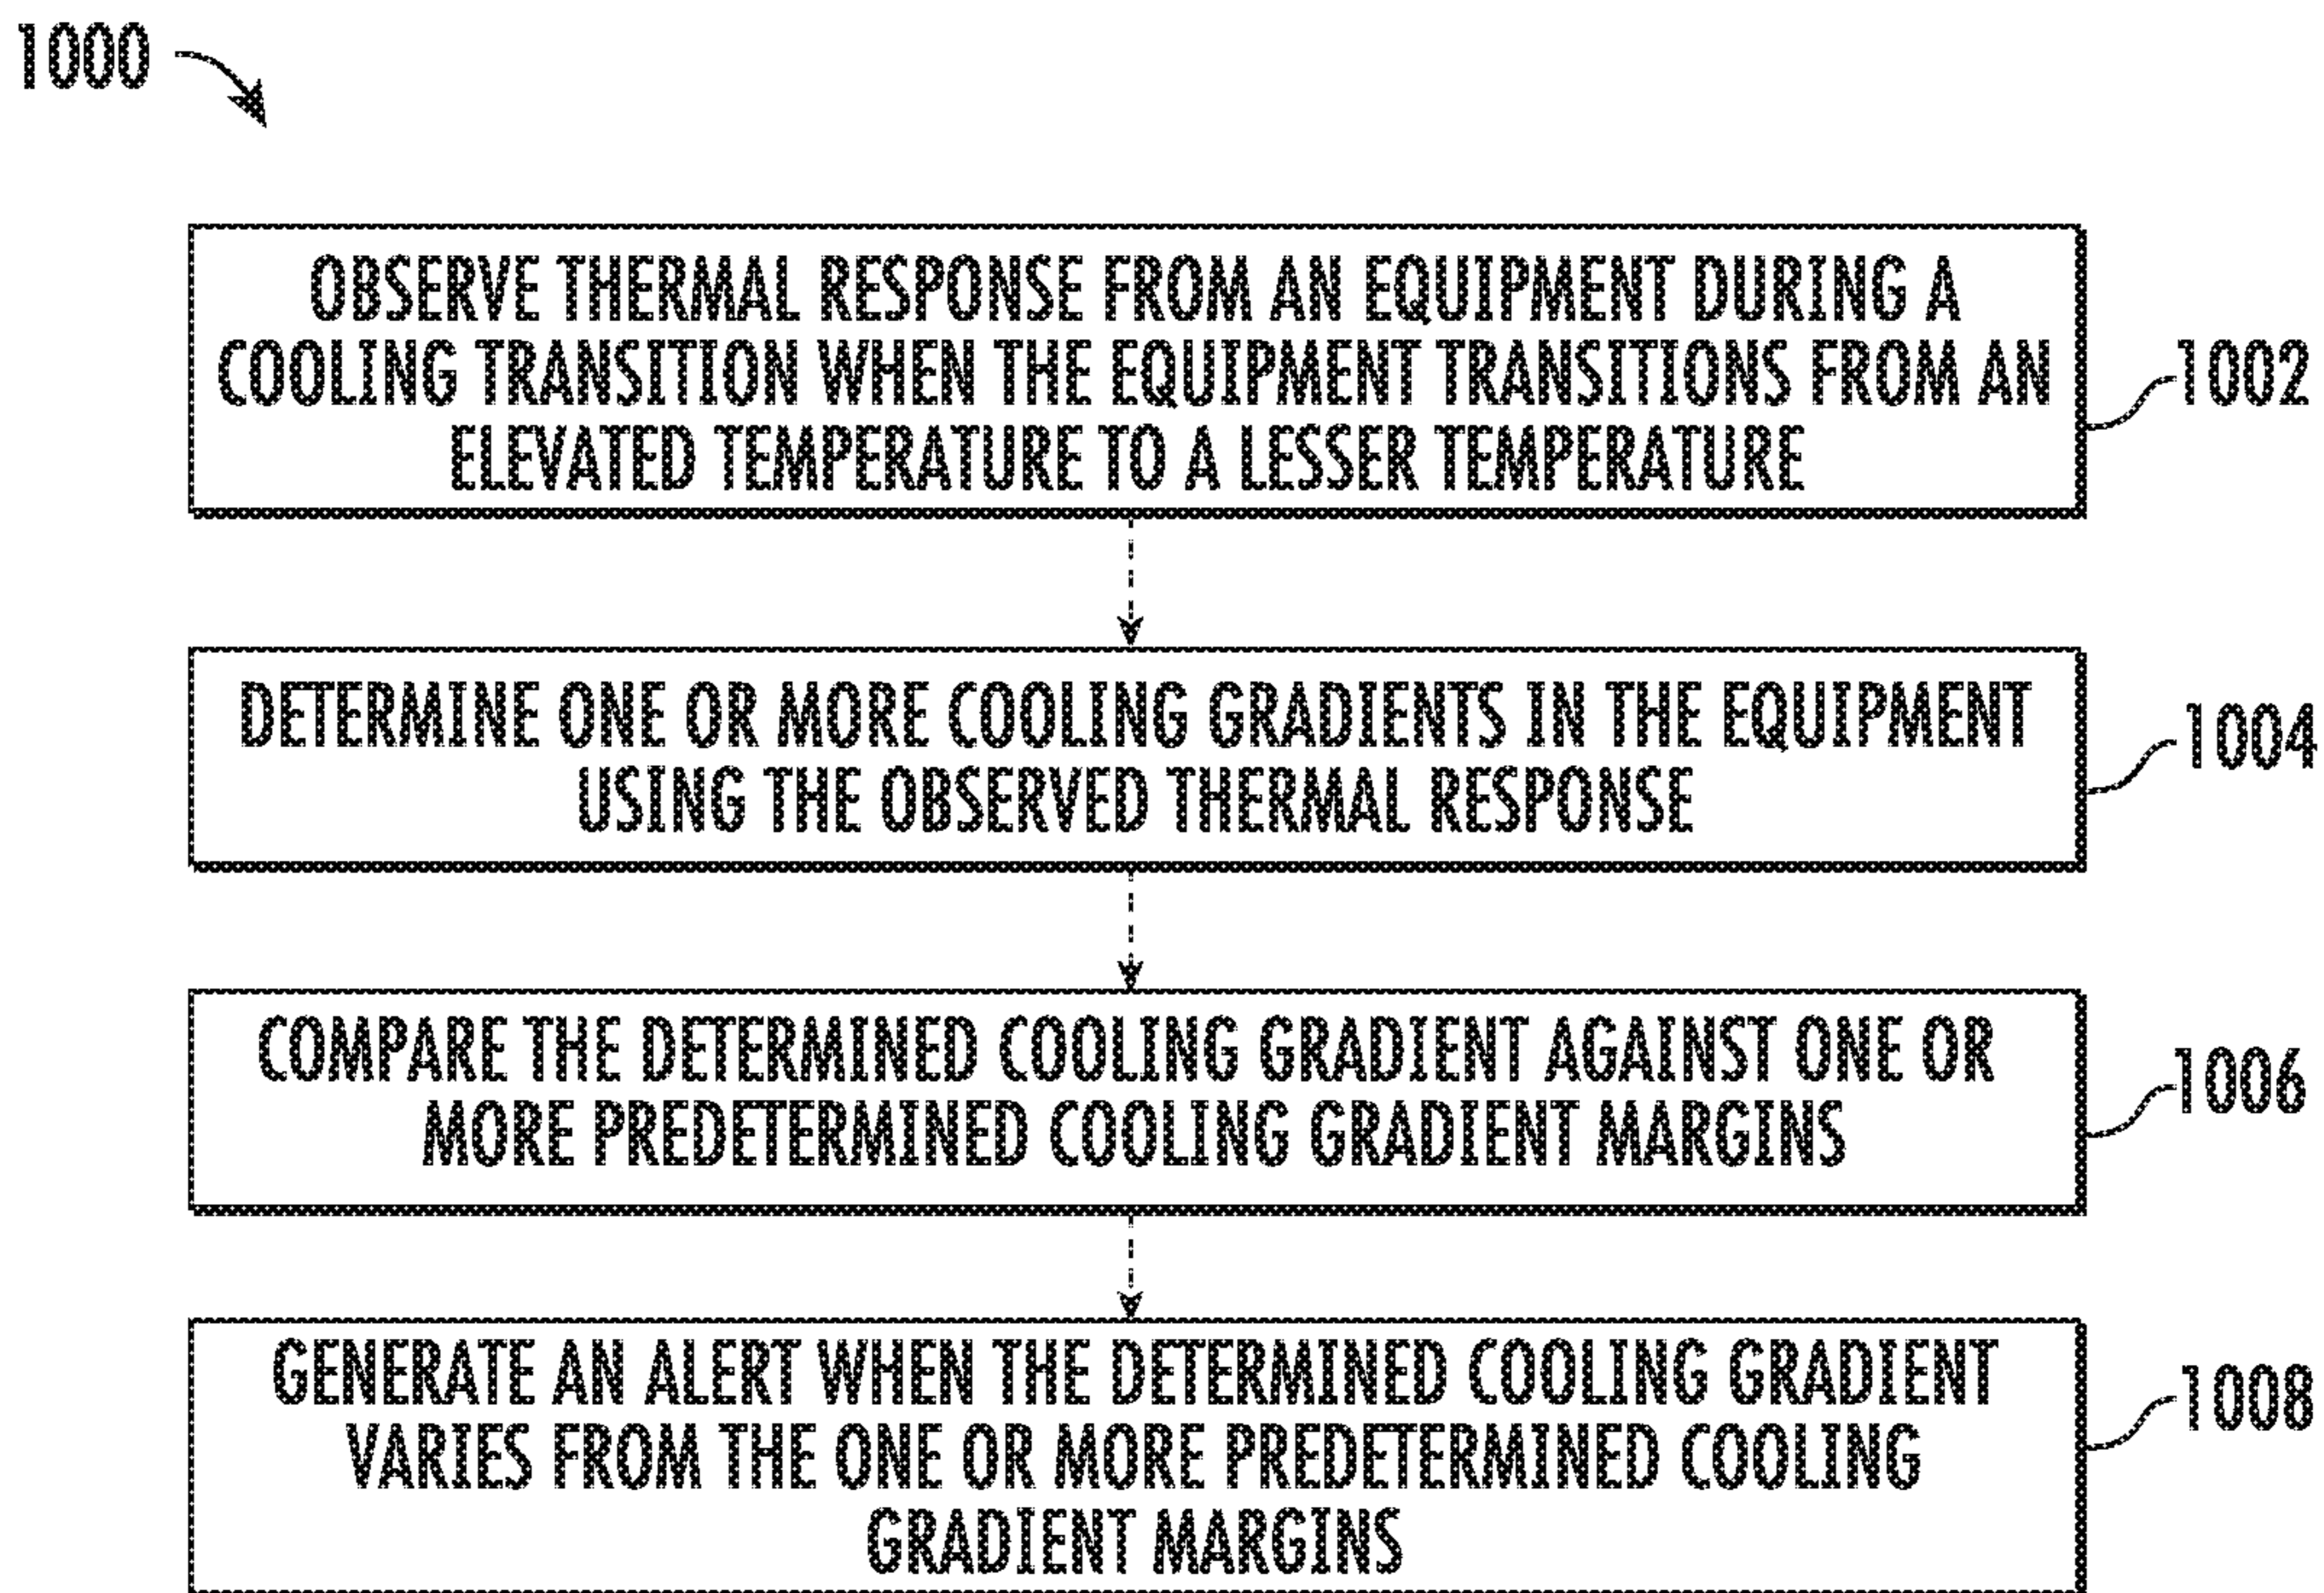 1000
OBSERVE THERMAL RESPONSE FROM AN EQUIPMENT DURING A
COOLING TRANSITION WHEN THE EQUIPMENT TRANSITIONS FROM AN
ELEVATED TEMPERATURE TO A LESSER TEMPERATURE
1002
DETERMINE ONE OR MORE COOLING GRADIENTS IN THE EQUIPMENT
USING THE OBSERVED THERMAL RESPONSE
1004
COMPARE THE DETERMINED COOLING GRADIENT AGAINST ONE OR
MORE PREDETERMINED COOLING GRADIENT MARGINS
1006
GENERATE AN ALERT WHEN THE DETERMINED COOLING GRADIENT
VARIES FROM THE ONE OR MORE PREDETERMINED COOLING
GRADIENT MARGINS
1008